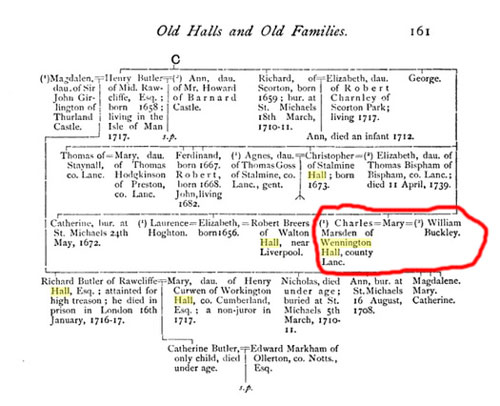 Old Halls and Old Families. 161
C
(¹) Magdalen,=Henry Butler=(²) Ann, dau. Richard, of=Elizabeth, dau. George.
dau. of Sir of Mid. Raw- of Mr. Howard Scorton, born of Robert
John Gir- cliffe, Esq.; of Barnard 1659; bur. at Charnley of
lington of born 1658; Castle. St. Michaels Scorton Park;
Thurland living in the 18th March, living 1717.
Castle. Isle of Man 1710-11.
1717. s.p. Ann, died an infant 1712.
Thomas of=Mary, dau. Ferdinand, (¹) Agnes, dau.=Christopher=(²) Elizabeth, dau. of
Staynall, of Thomas born 1667. of Thomas Goss of Stalmine Thomas Bispham of
co. Lanc. Hodgkinson Robert, of Stalmine, co. Hall; born Bispham, co. Lanc.;
of Preston, born 1668. Lanc., gent. 1673. died 11 April, 1739.
co. Lanc. John, living
1682.
Catherine, bur. at (¹) Laurence=Elizabeth,=Robert Breers (¹) Charles=Mary=(²) William
St. Michaels 24th Hoghton. born 1656. of Walton Marsden of Buckley.
May, 1672. Hall, near Wennington
Liverpool. Hall, county
Lanc.
Richard Butler of Rawcliffe=Mary, dau. of Henry Nicholas, died Ann, bur. at Magdalene.
Hall, Esq.; attainted for Curwen of Workington under age; St. Michaels Mary.
high treason; he died in Hall, co. Cumberland, buried at St. 16 August, Catherine.
prison in London 16th Esq.; a non-juror in Michaels 5th 1708.
January, 1716-17. 1717. March, 1710-
11.
Catherine Butler,=Edward Markham of
only child, died Ollerton, co. Notts.,
under age. Esq.
s.p.